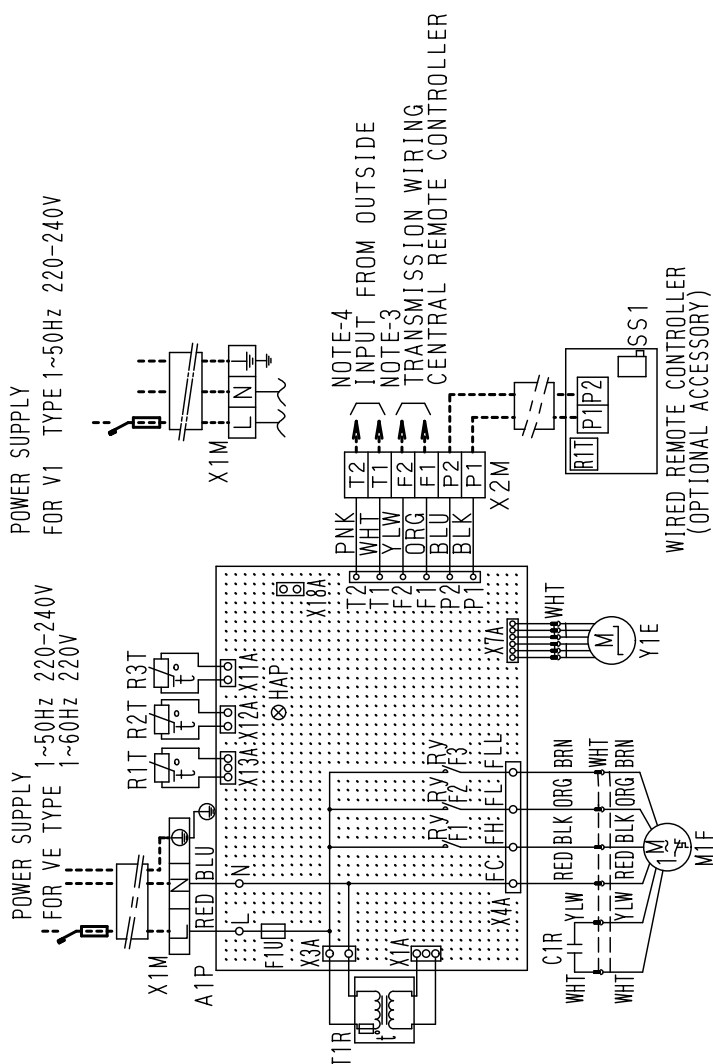 POWER SUPPLY
FOR VE TYPE 1~50Hz 220-240V
1~60Hz 220V
POWER SUPPLY
FOR V1 TYPE 1~50Hz 220-240V
X1M
L N
A1P
RED BLU
L N
F1U
R1T R2T R3T
t° t° t°
X13A X12A X11A
HAP
X18A
X1M
L N
X3A
X1A
T1R
t°
Ry Ry Ry
F1 F2 F3
FC FH FL FLL
X4A
RED BLK ORG BRN
WHT YLW
C1R
WHT
WHT YLW RED BLK ORG BRN
M
1~
M1F
X7A
WHT
M
Y1E
T2
T1
F2
F1
P2
P1
PNK
WHT
YLW
ORG
BLU
BLK
T2
T1
F2
F1
P2
P1
X2M
NOTE-4
INPUT FROM OUTSIDE
NOTE-3
TRANSMISSION WIRING
CENTRAL REMOTE CONTROLLER
R1T
P1 P2
SS1
WIRED REMOTE CONTROLLER
(OPTIONAL ACCESSORY)